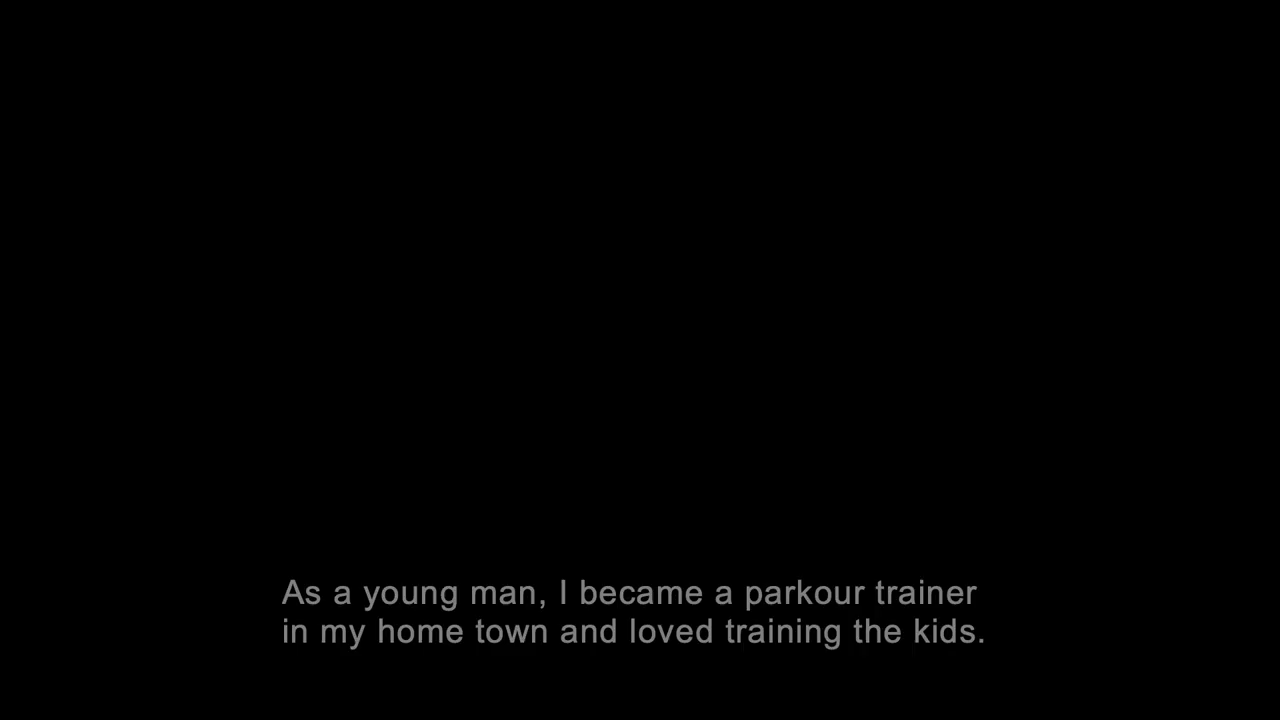 As a young man, I became a parkour trainer
in my home town and loved training the kids.